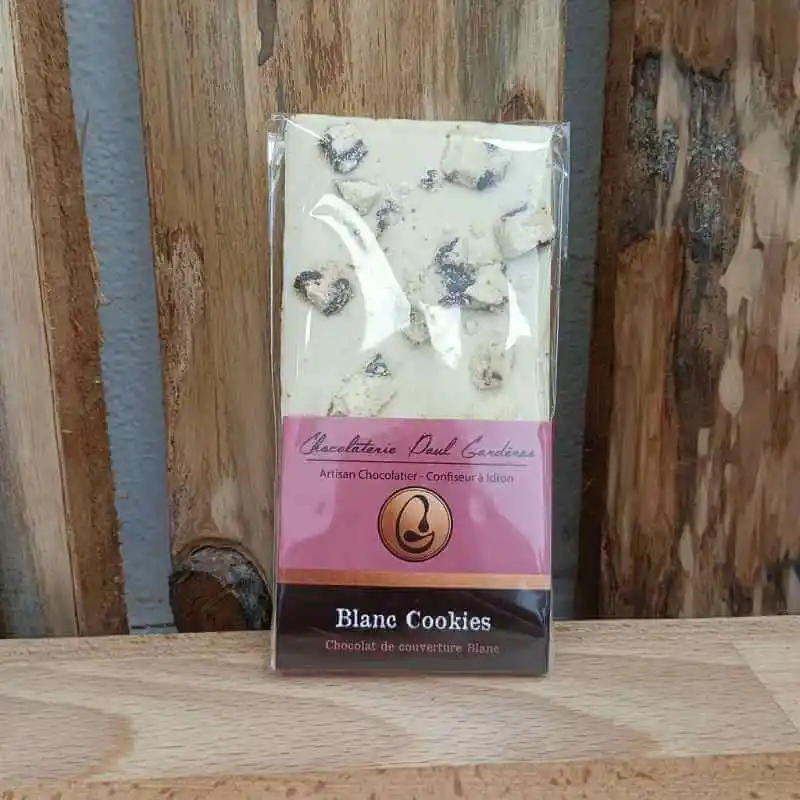 Chocolaterie Paul Gardères
Artisan Chocolatier - Confiseur à Idron
Blanc Cookies
Chocolat de couverture Blanc